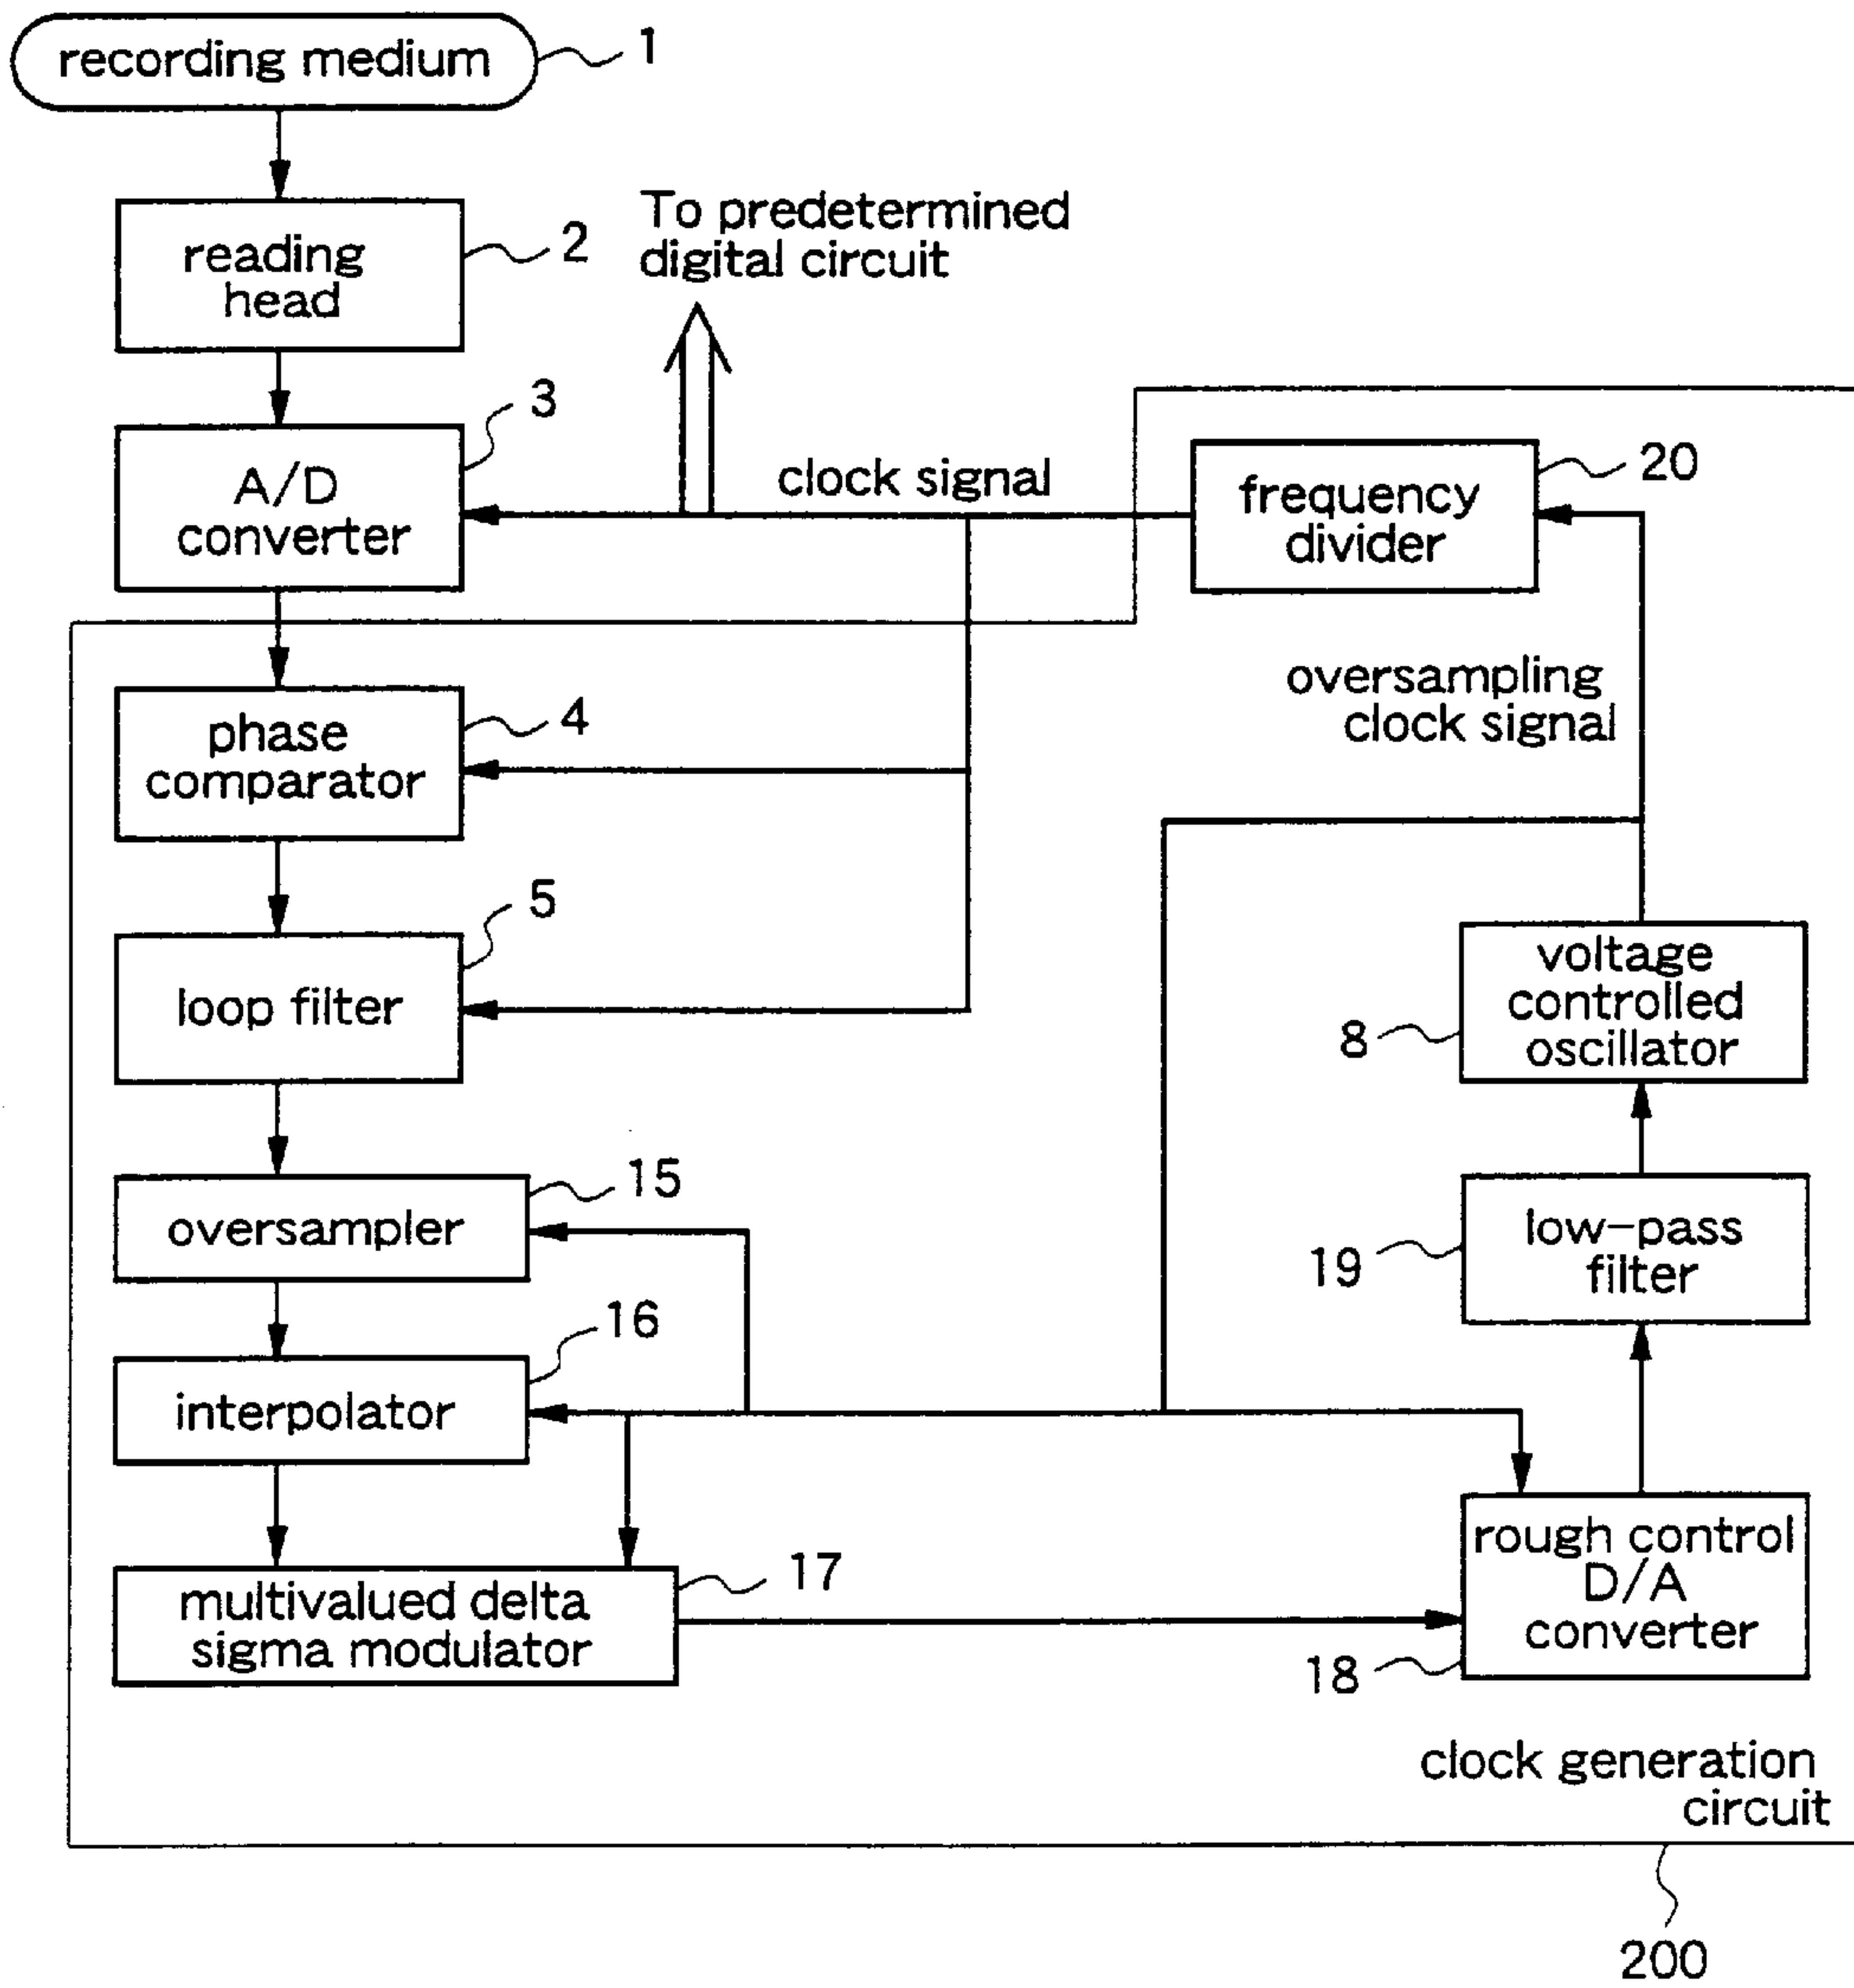 recording medium
1
reading
head
2
To predetermined
digital circuit
3
A/D
converter
clock signal
frequency
divider
20
oversampling
clock signal
phase
comparator
4
5
loop filter
voltage
controlled
oscillator
8
15
oversampler
low-pass
filter
19
16
interpolator
rough control
D/A
converter
18
17
multivalued delta
sigma modulator
clock generation
circuit
200